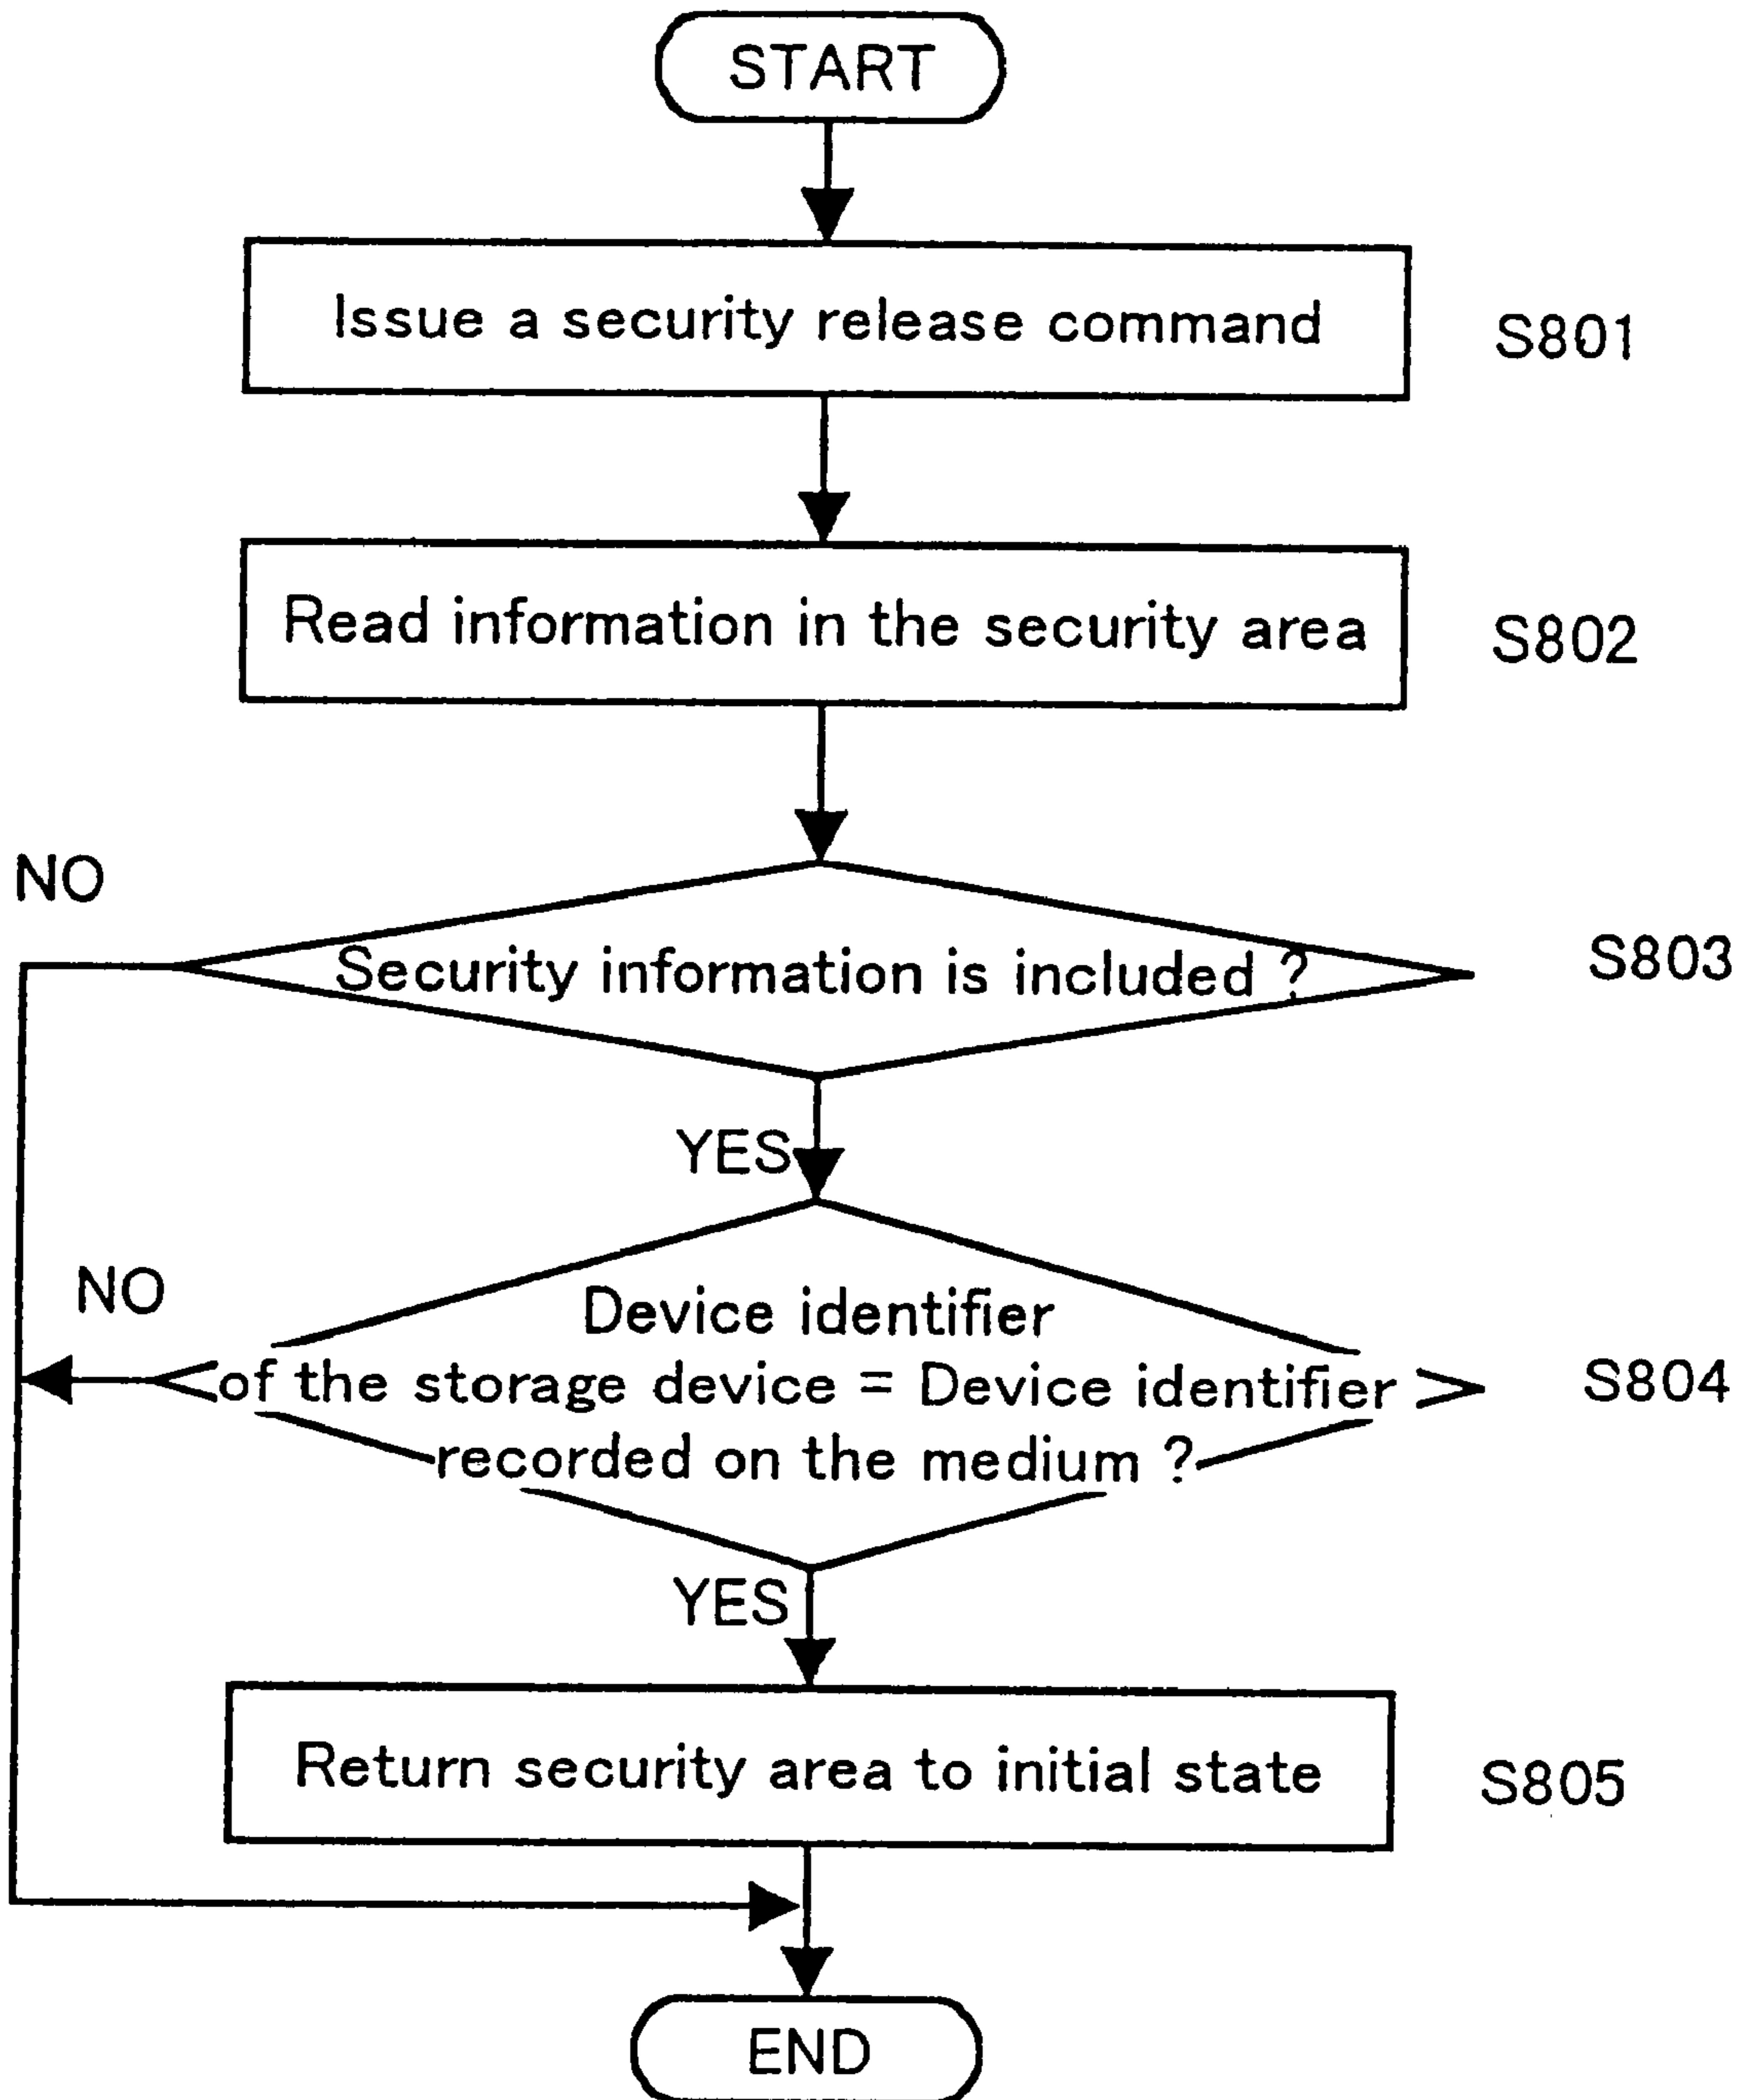 START
Issue a security release command
S801
Read information in the security area
S802
NO
Security information is included ?
S803
YES
NO
Device identifier
of the storage device = Device identifier
S804
recorded on the medium ?
YES
Return security area to initial state
S805
END